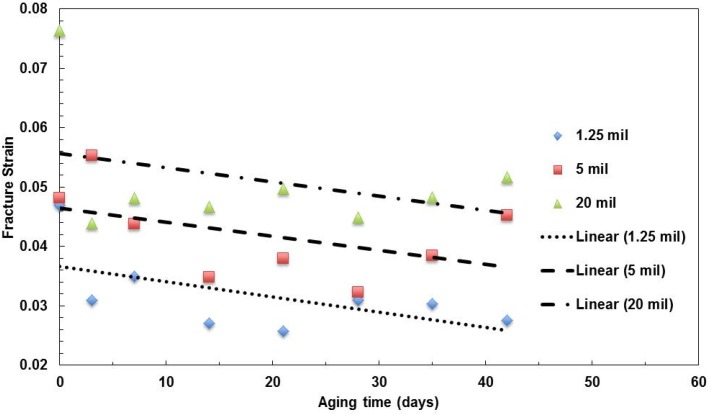 0.08
0.07
0.06
0.05
0.04
0.03
0.02
Fracture Strain
0 10 20 30 40 50 60
Aging time (days)
1.25 mil
5 mil
20 mil
Linear (1.25 mil)
Linear (5 mil)
Linear (20 mil)